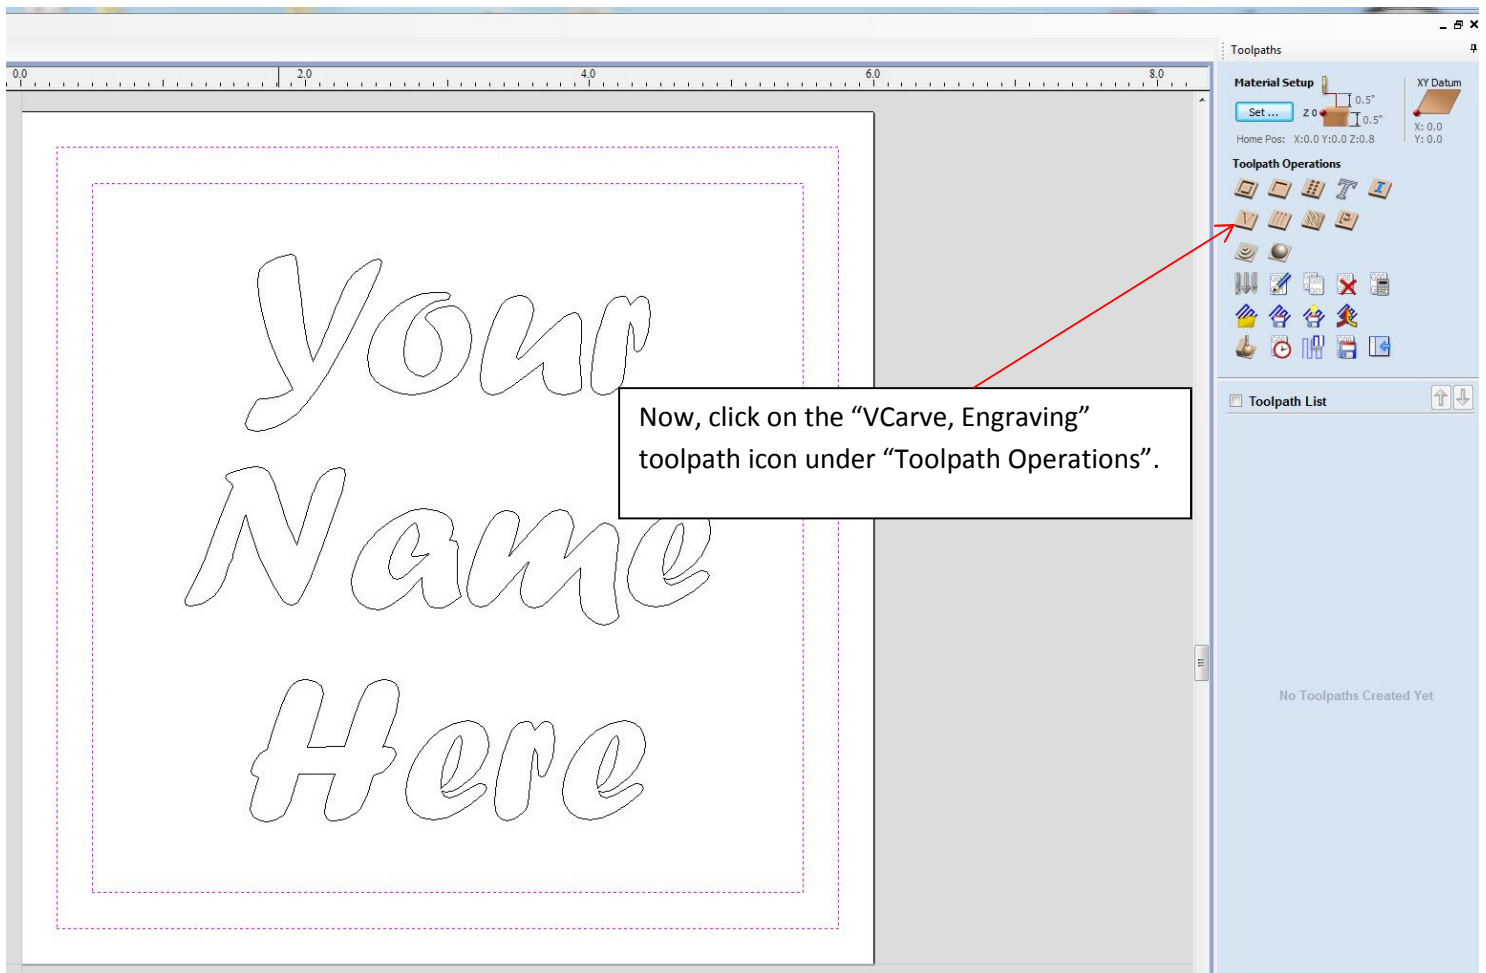 Toolpaths
0.0 2.0 4.0 6.0 8.0
Material Setup
XY Datum
0.5"
Set ...
Z 0
0.5"
X: 0.0
Home Pos: X:0.0 Y:0.0 Z:0.8
Y: 0.0
Toolpath Operations
Your
Now, click on the “VCarve, Engraving”
toolpath icon under “Toolpath Operations”.
Toolpath List
Name
No Toolpaths Created Yet
Here